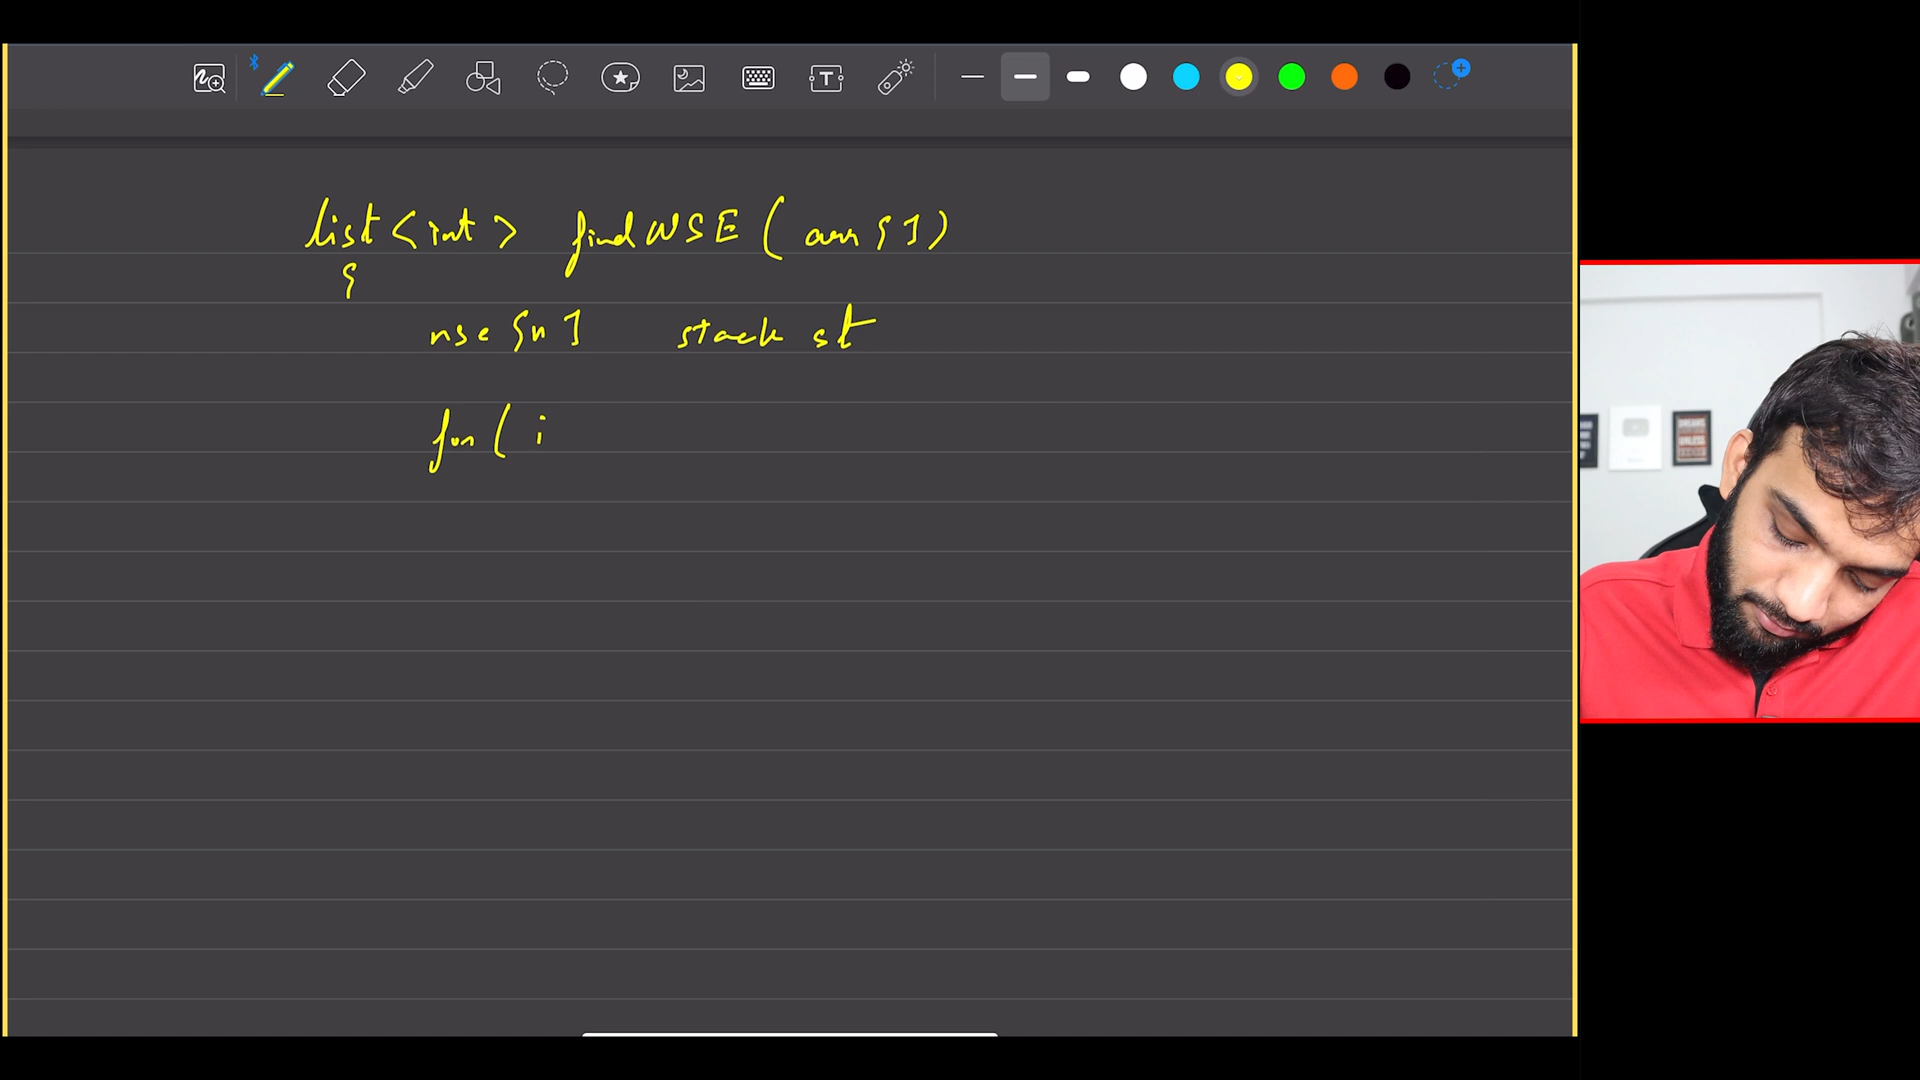 list<int> findNSE(arr[])
{
nse[n] stack st
for( i